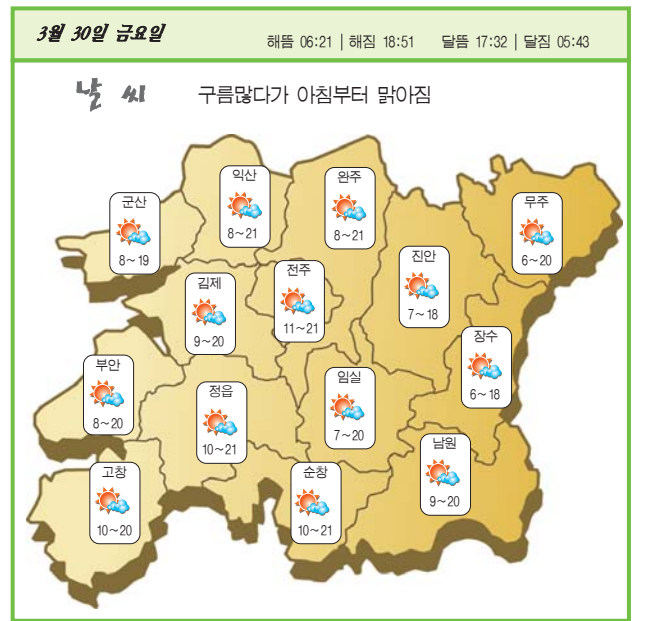 3월 30일 금요일
해뜸 06:21 | 해짐 18:51 달뜸 17:32 | 달짐 05:43
날 씨 구름많다가 아침부터 맑아짐
익산
8~21
완주
8~21
군산
8~19
무주
6~20
진안
7~18
전주
11~21
김제
9~20
장수
6~18
부안
8~20
정읍
10~21
임실
7~20
남원
9~20
고창
10~20
순창
10~21